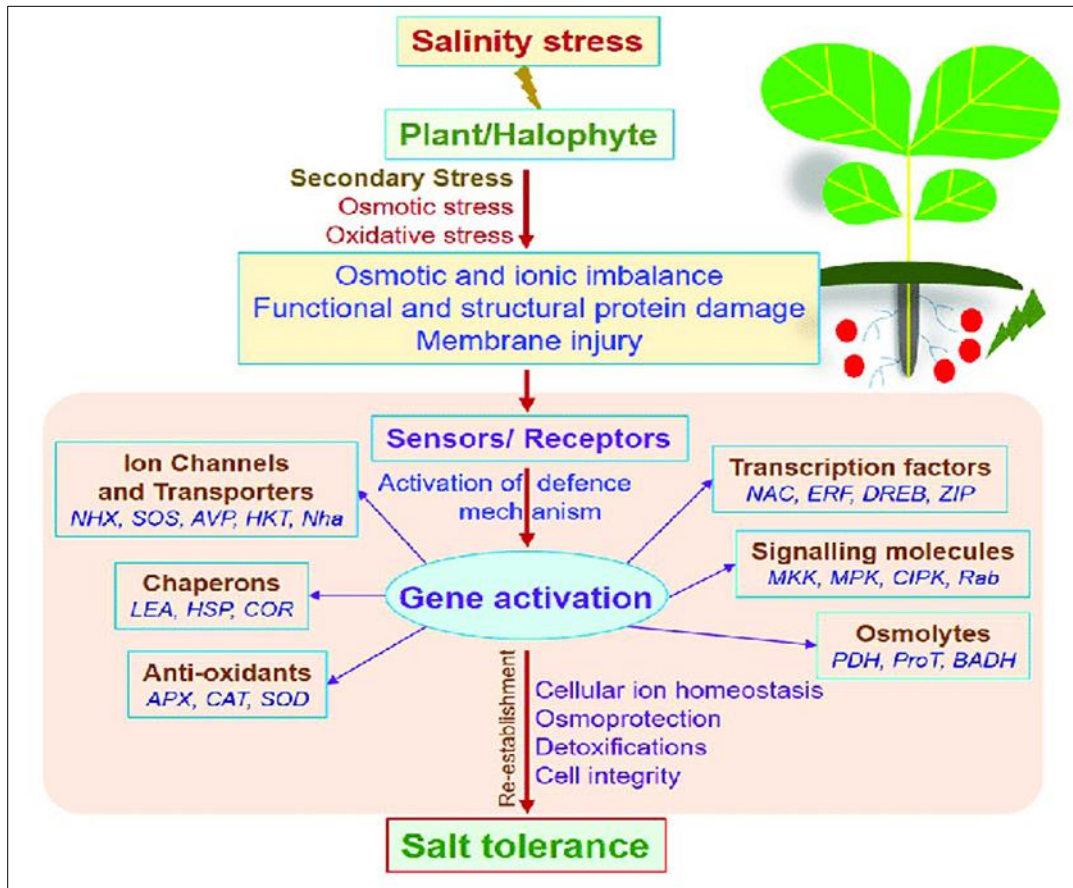 Salinity stress
Plant/Halophyte
Secondary Stress
Osmotic stress
Oxidative stress
Osmotic and ionic imbalance
Functional and structural protein damage
Membrane injury
Sensors/ Receptors
Activation of defence
mechanism
Ion Channels
and Transporters
NHX, SOS, AVP, HKT, Nha
Chaperons
LEA, HSP, COR
Anti-oxidants
APX, CAT, SOD
Gene activation
Transcription factors
NAC, ERF, DREB, ZIP
Signalling molecules
MKK, MPK, CIPK, Rab
Osmolytes
PDH, ProT, BADH
Re-establishment
Cellular ion homeostasis
Osmoprotection
Detoxifications
Cell integrity
Salt tolerance